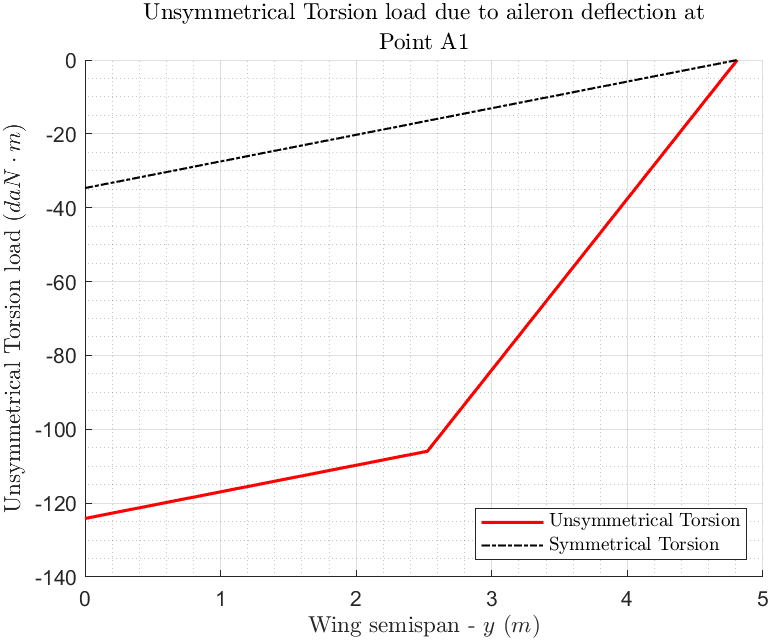 Unsymmetrical Torsion load due to aileron deflection at
Point A1
0
-20
-40
-60
-80
-100
-120
-140
Unsymmetrical Torsion load (daN · m)
Unsymmetrical Torsion
Symmetrical Torsion
0 1 2 3 4 5
Wing semispan - y (m)